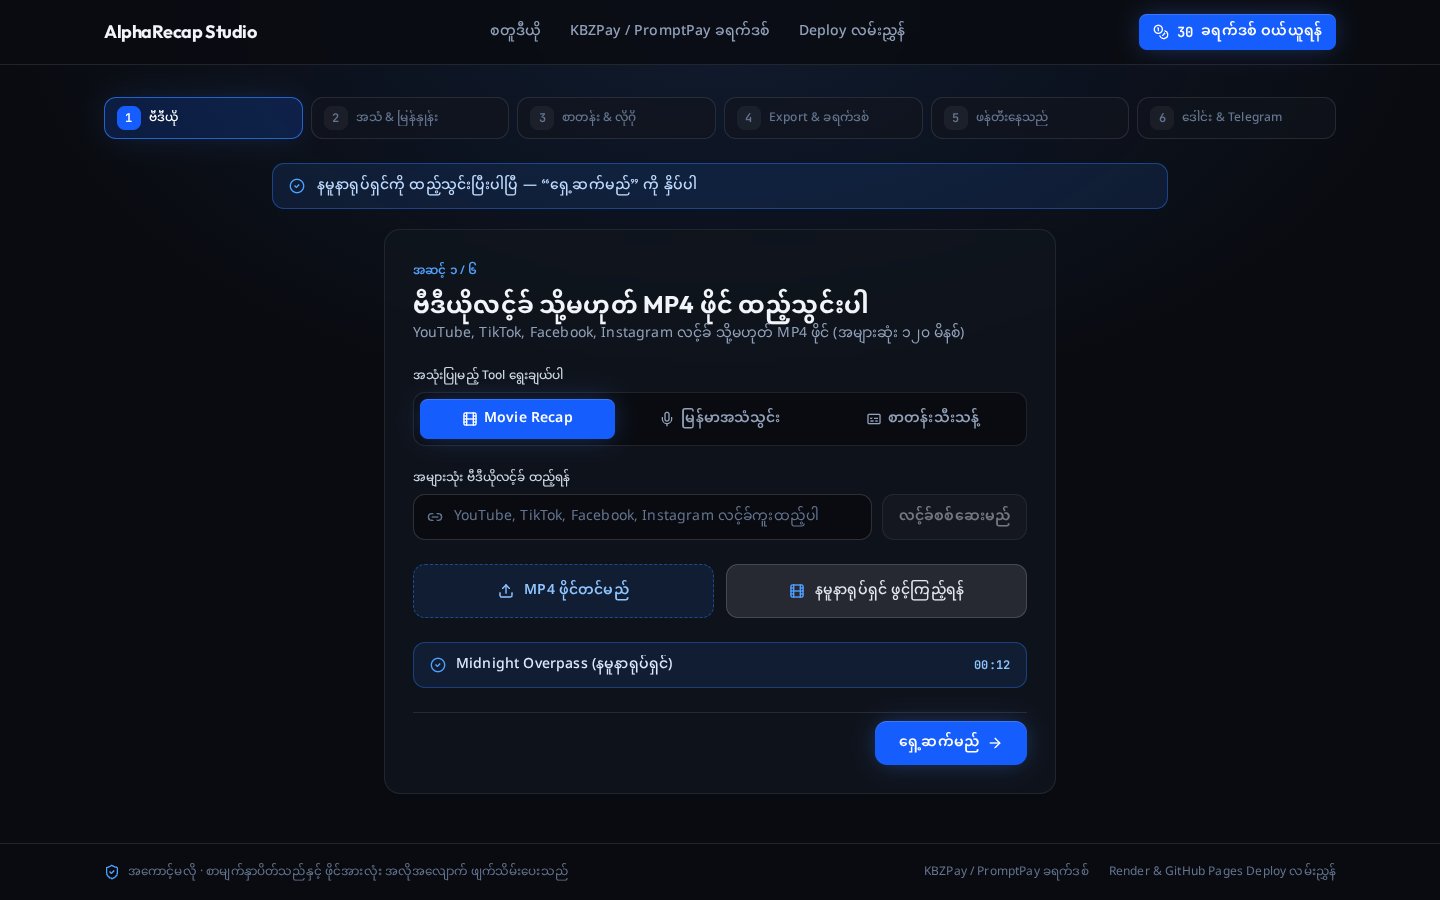 AlphaRecap Studio
စတူဒီယို
KBZPay / PromptPay ခရက်ဒစ်
Deploy လမ်းညွှန်
30 ခရက်ဒစ် ဝယ်ယူရန်
1 ဗီဒီယို
2 အသံ & မြန်နှုန်း
3 စာတန်း & လိုဂို
4 Export & ခရက်ဒစ်
5 ဖန်တီးနေသည်
6 ဒေါင်း & Telegram
နမူနာရုပ်ရှင်ကို ထည့်သွင်းပြီးပါပြီ — “ရှေ့ဆက်မည်” ကို နှိပ်ပါ
အဆင့် ၁ / ၆
ဗီဒီယိုလင့်ခ် သို့မဟုတ် MP4 ဖိုင် ထည့်သွင်းပါ
YouTube, TikTok, Facebook, Instagram လင့်ခ် သို့မဟုတ် MP4 ဖိုင် (အများဆုံး ၁၂၀ မိနစ်)
အသုံးပြုမည့် Tool ရွေးချယ်ပါ
Movie Recap
မြန်မာအသံသွင်း
စာတန်းသီးသန့်
အများသုံး ဗီဒီယိုလင့်ခ် ထည့်ရန်
YouTube, TikTok, Facebook, Instagram လင့်ခ်ကူးထည့်ပါ
လင့်ခ်စစ်ဆေးမည်
MP4 ဖိုင်တင်မည်
နမူနာရုပ်ရှင် ဖွင့်ကြည့်ရန်
Midnight Overpass (နမူနာရုပ်ရှင်)
00:12
ရှေ့ဆက်မည်
အကောင့်မလို · စာမျက်နှာပိတ်သည်နှင့် ဖိုင်အားလုံး အလိုအလျောက် ဖျက်သိမ်းပေးသည်
KBZPay / PromptPay ခရက်ဒစ်
Render & GitHub Pages Deploy လမ်းညွှန်